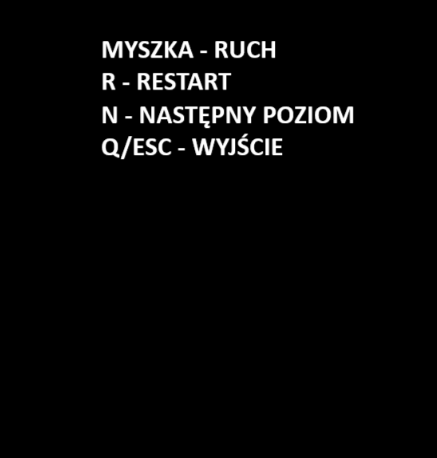 MYSZKA - RUCH
R - RESTART
N - NASTĘPNY POZIOM
Q/ESC - WYJŚCIE